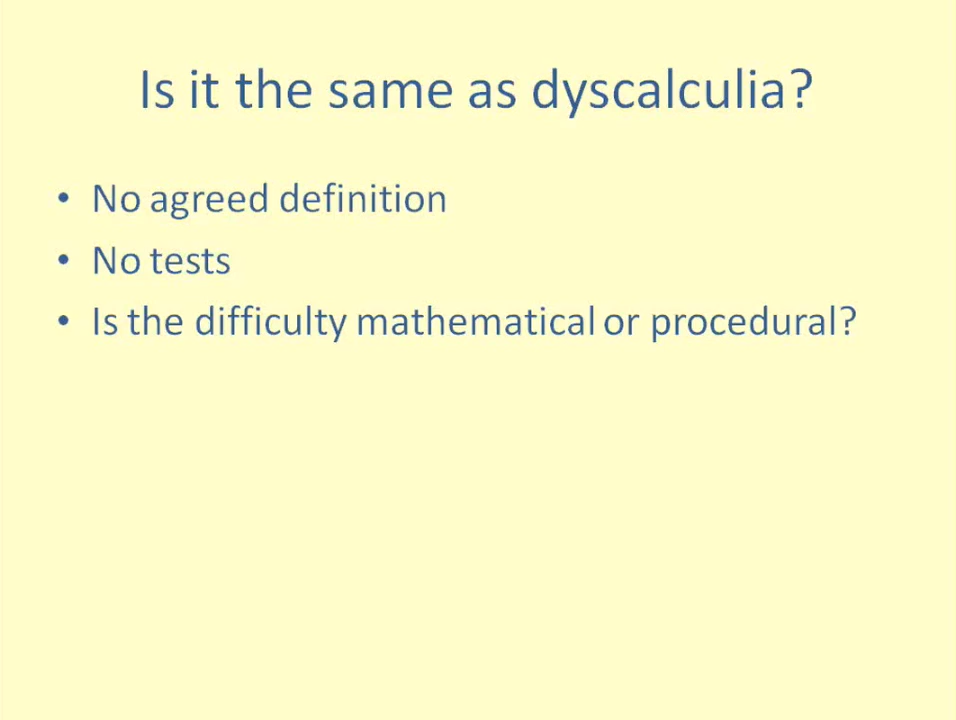 Is it the same as dyscalculia?
• No agreed definition
• No tests
• Is the difficulty mathematical or procedural?